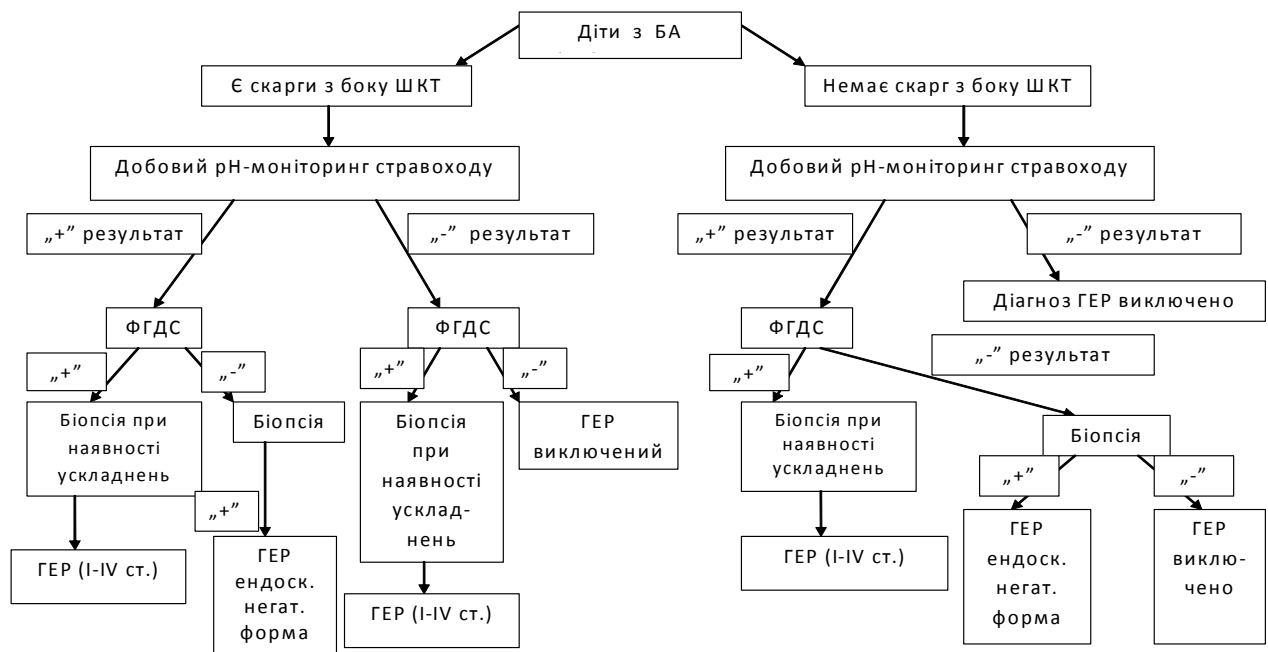 Діти з БА
Є скарги з боку ШКТ
Немає скарг з боку ШКТ
Добовий рН-моніторинг стравоходу
Добовий рН-моніторинг стравоходу
„+” результат
„-” результат
„+” результат
„-” результат
Діагноз ГЕР виключено
ФГДС
ФГДС
ФГДС
„+”
„-”
„+”
„-”
„+”
„-” результат
Біопсія при
наявності
ускладнень
Біопсія
Біопсія
при
наявності
усклад-
нень
ГЕР
виключений
Біопсія при
наявності
ускладнень
Біопсія
„+”
„+”
„-”
ГЕР (I-IV ст.)
ГЕР
ендоск.
негат.
форма
ГЕР (I-IV ст.)
ГЕР (I-IV ст.)
ГЕР
ендоск.
негат.
форма
ГЕР
виклю-
чено